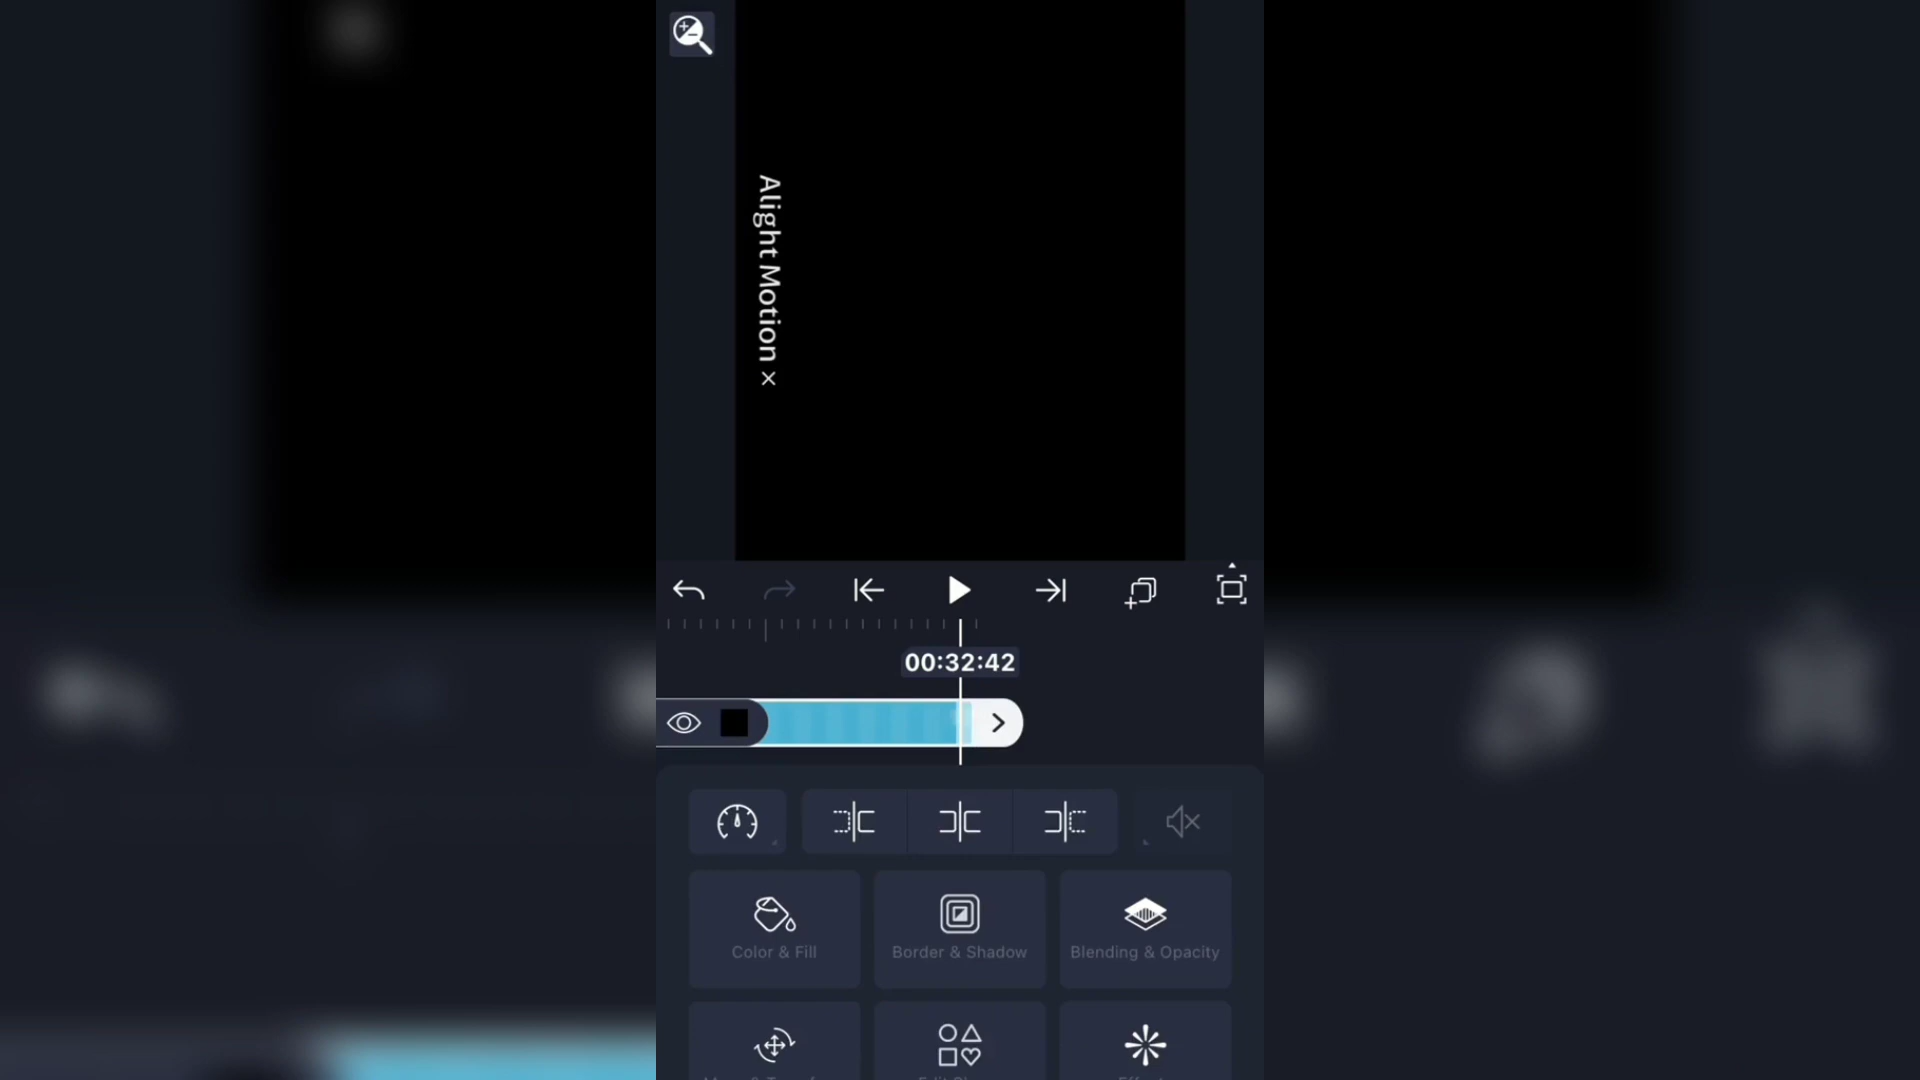 Alight Motion ×
00:32:42
Color & Fill
Border & Shadow
Blending & Opacity